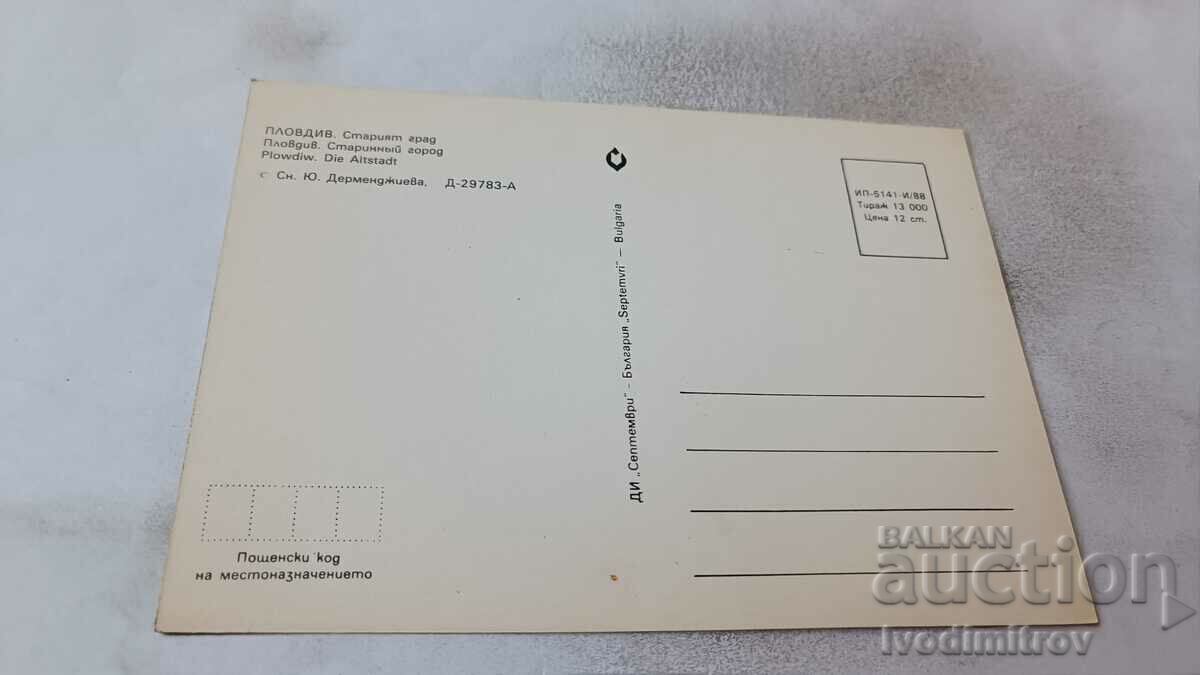 ПЛОВДИВ. Старият град
Пловдив. Старинный город
Plowdiw. Die Altstadt
с Сн. Ю. Дерменджиева, Д-29783-А
ДИ „Септември" - България „Septemvri" — Bulgaria
ИП-5141-И/88
Тираж 13 000
Цена 12 ст.
Пощенски код
на местоназначението
BALKAN
auction
Ivodimitrov